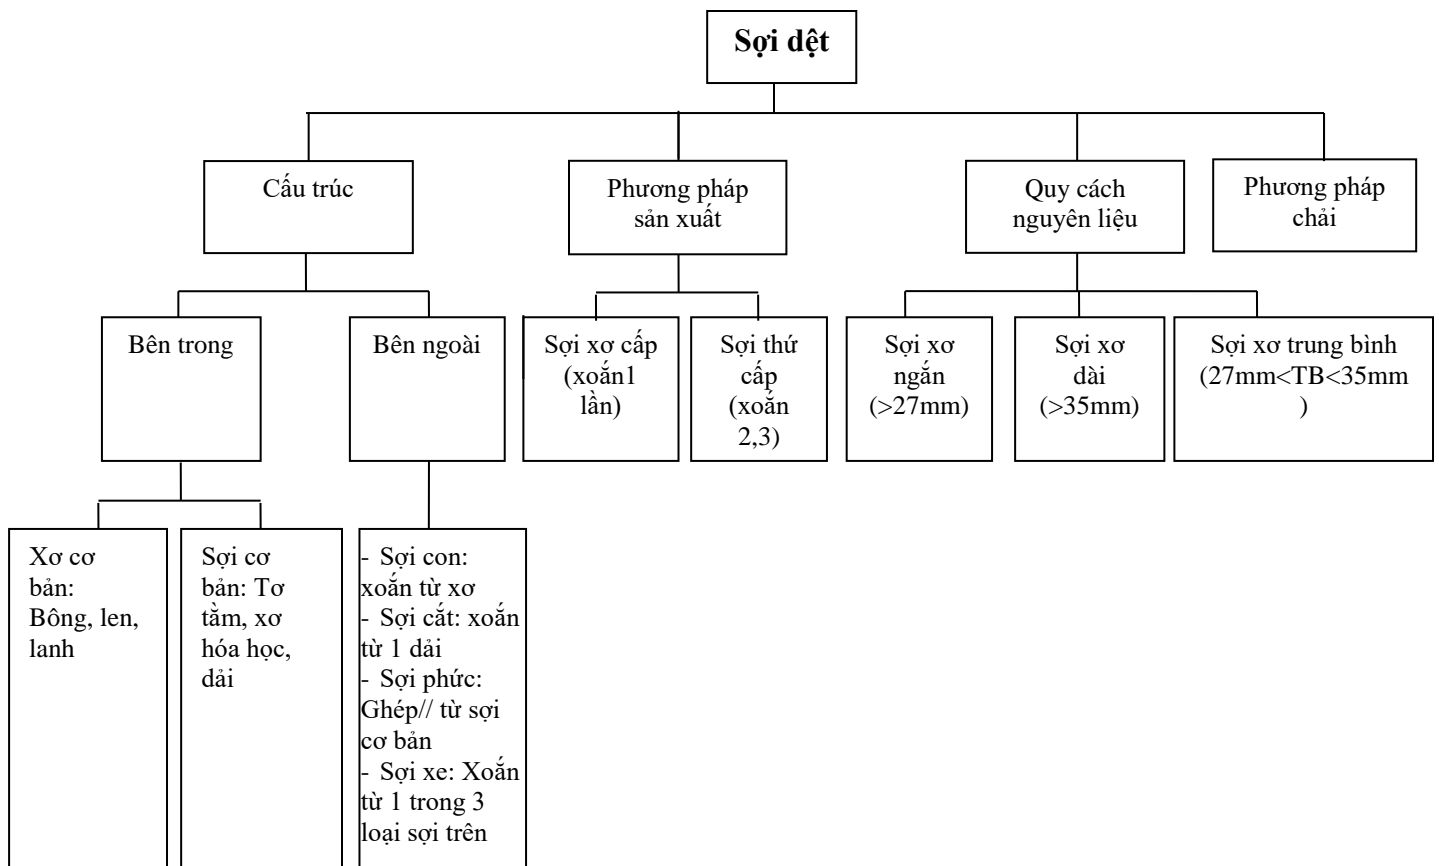 Sợi dệt
Cấu trúc
Phương pháp
sản xuất
Quy cách
nguyên liệu
Phương pháp
chải
Bên trong
Bên ngoài
Sợi xơ cấp
(xoắn1
lần)
Sợi thứ
cấp
(xoắn
2,3)
Sợi xơ
ngắn
(>27mm)
Sợi xơ
dài
(>35mm)
Sợi xơ trung bình
(27mm<TB<35mm
)
Xơ cơ
bản:
Bông, len,
lanh
Sợi cơ
bản: Tơ
tằm, xơ
hóa học,
dải
- Sợi con:
xoắn từ xơ
- Sợi cắt: xoắn
từ 1 dải
- Sợi phức:
Ghép// từ sợi
cơ bản
- Sợi xe: Xoắn
từ 1 trong 3
loại sợi trên